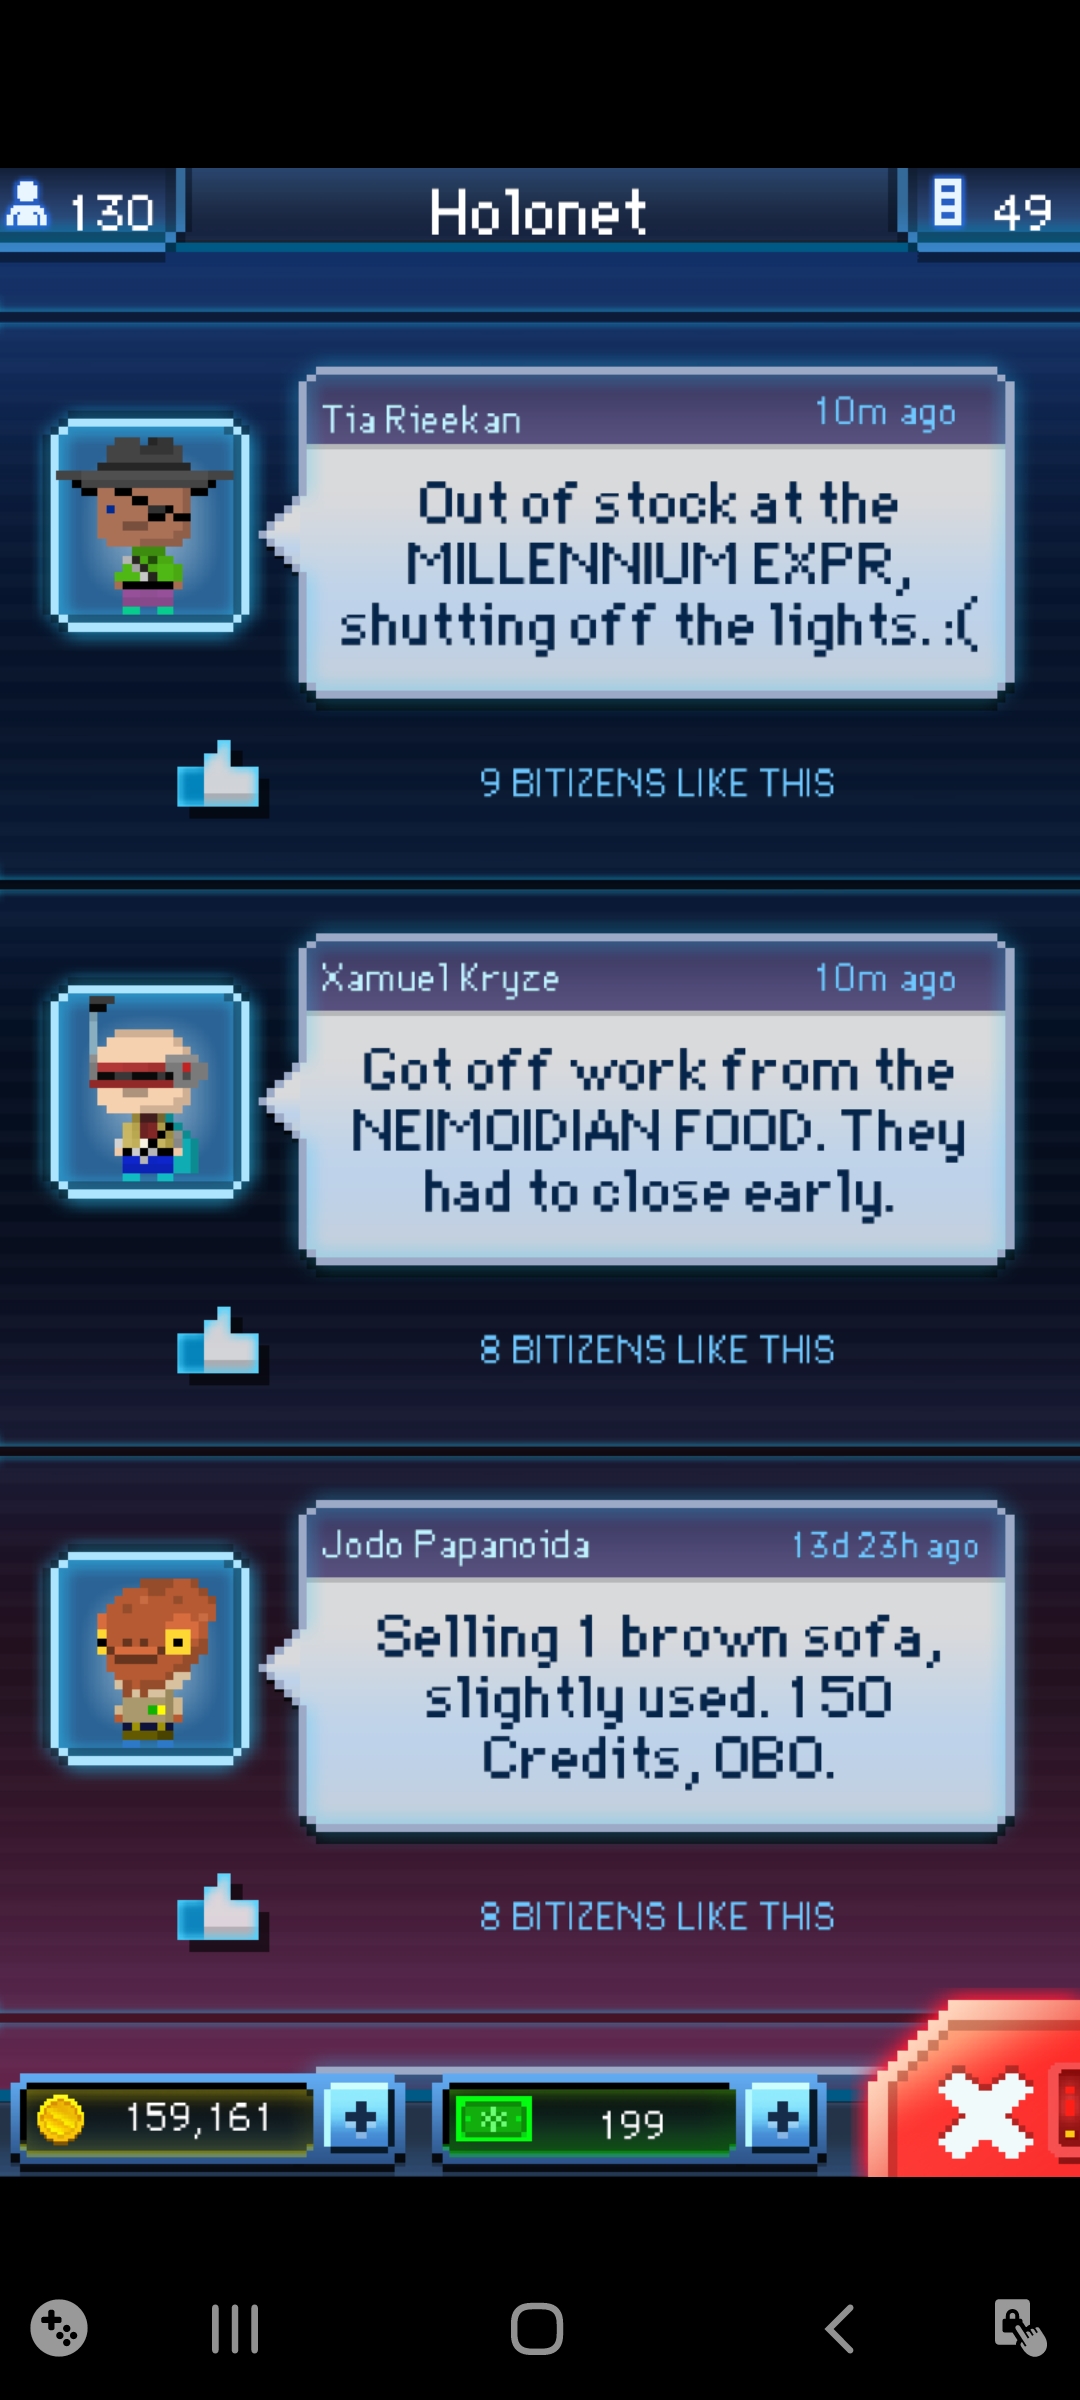 130
Holonet
49
Tia Rieekan
10m ago
Out of stock at the
MILLENNIUM EXPR,
shutting off the lights. :(
9 BITIZENS LIKE THIS
Xamuel Kryze
10m ago
Got off work from the
NEIMOIDIAN FOOD. They
had to close early.
8 BITIZENS LIKE THIS
Jodo Papanoida
13d 23h ago
Selling 1 brown sofa,
slightly used. 150
Credits, OBO.
8 BITIZENS LIKE THIS
159,161
199